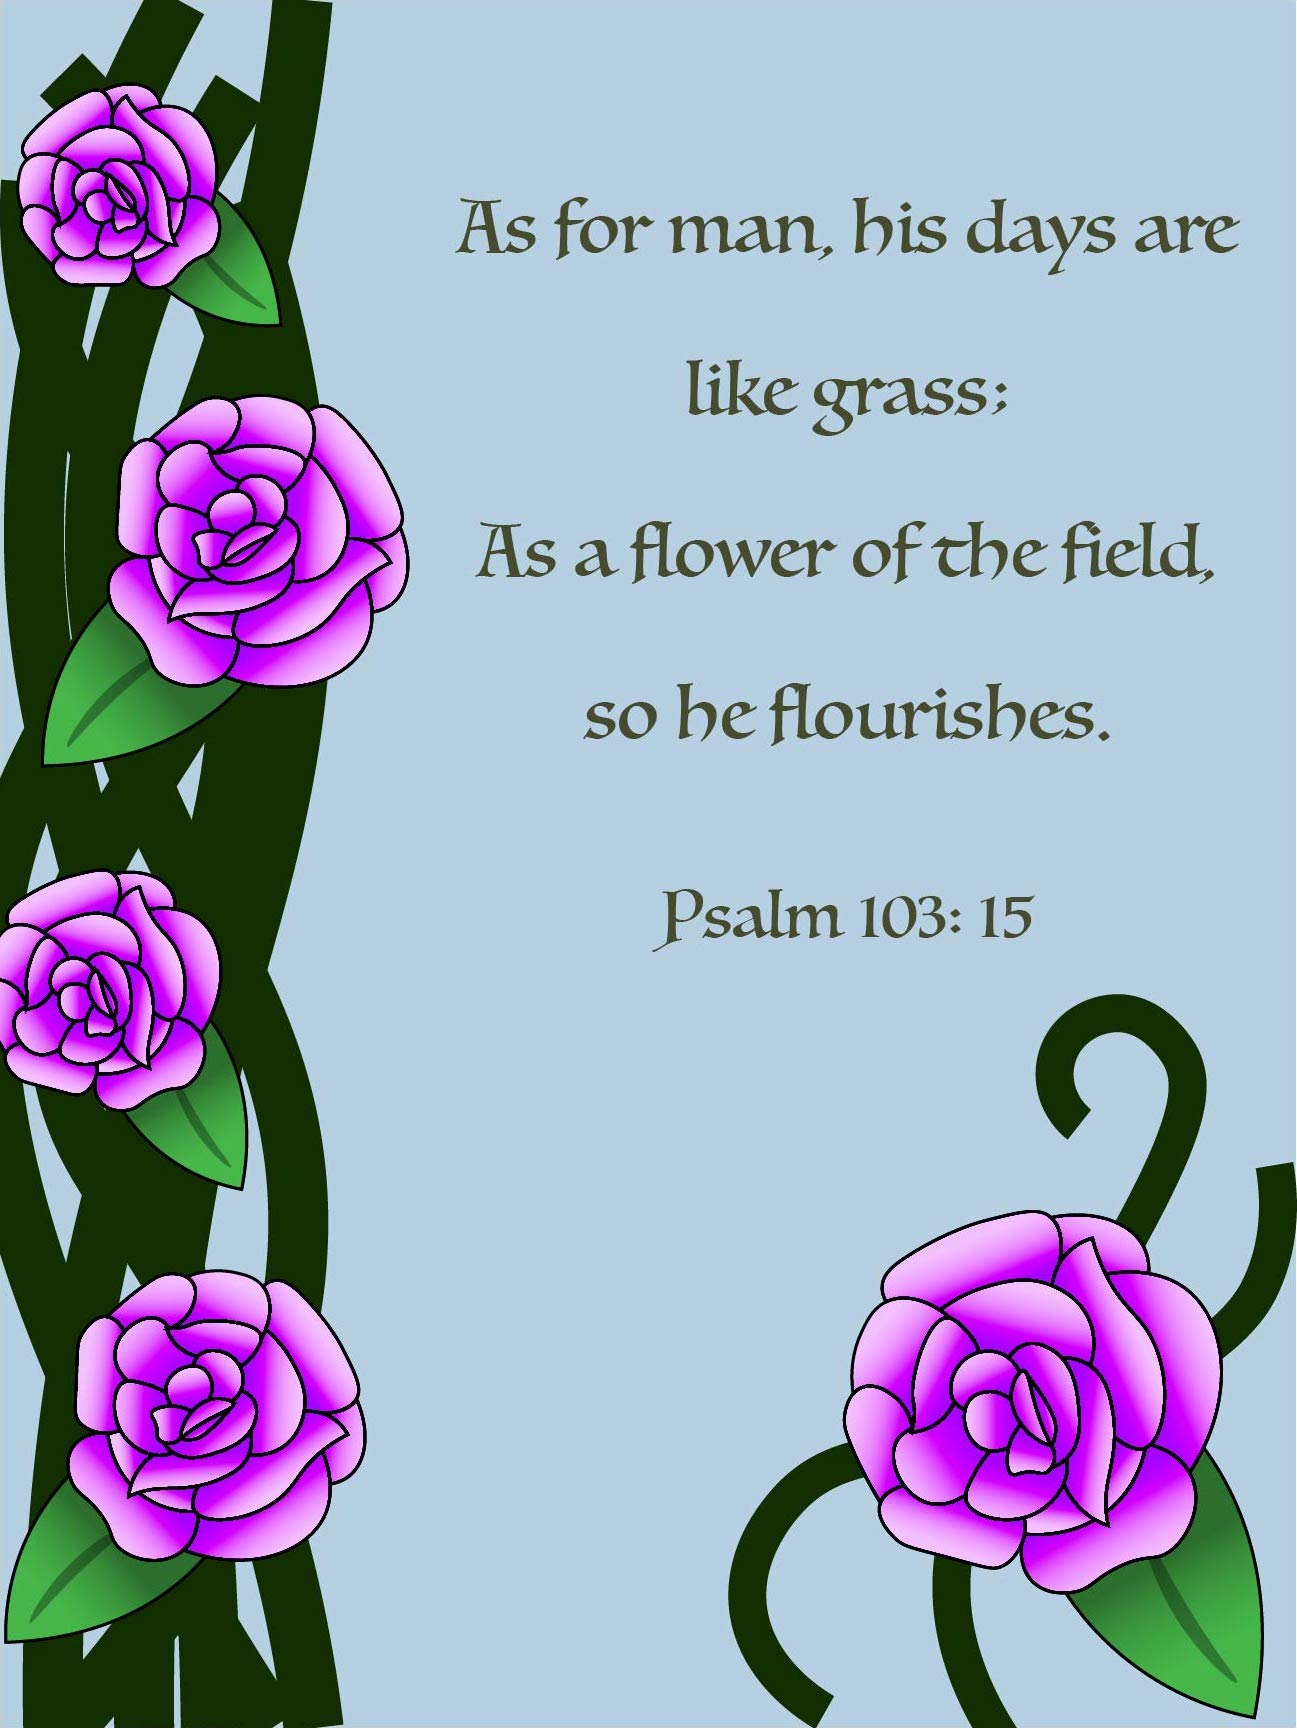 As for man, his days are
like grass;
As a flower of the field,
so he flourishes.
Psalm 103: 15